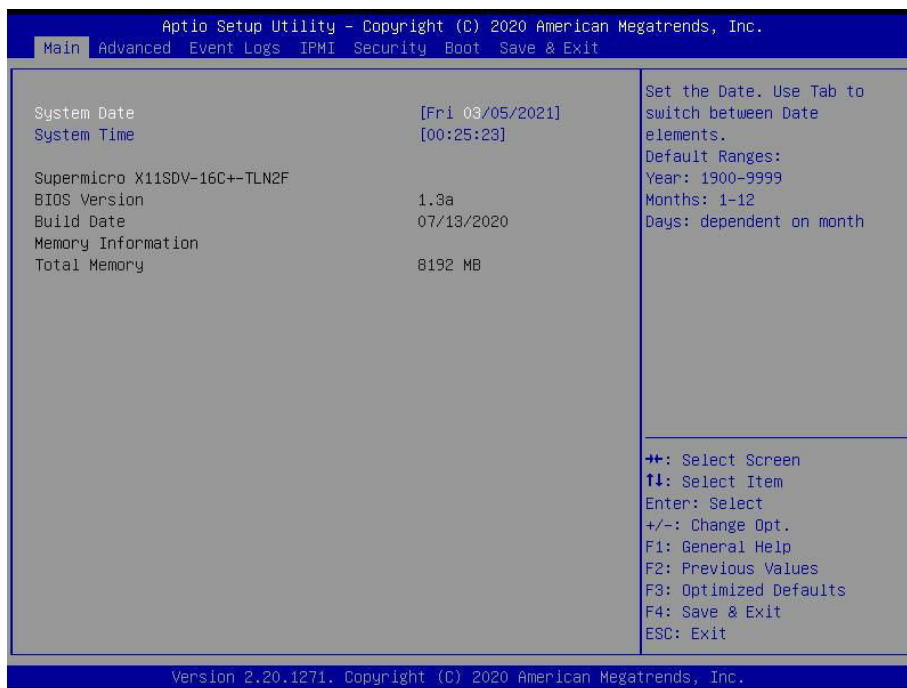 Aptio Setup Utility – Copyright (C) 2020 American Megatrends, Inc.
Main Advanced Event Logs IPMI Security Boot Save & Exit
System Date [Fri 03/05/2021]
System Time [00:25:23]
Supermicro X11SDV-16C+-TLN2F
BIOS Version 1.3a
Build Date 07/13/2020
Memory Information
Total Memory 8192 MB
Set the Date. Use Tab to
switch between Date
elements.
Default Ranges:
Year: 1900-9999
Months: 1-12
Days: dependent on month
→←: Select Screen
↑↓: Select Item
Enter: Select
+/-: Change Opt.
F1: General Help
F2: Previous Values
F3: Optimized Defaults
F4: Save & Exit
ESC: Exit
Version 2.20.1271. Copyright (C) 2020 American Megatrends, Inc.